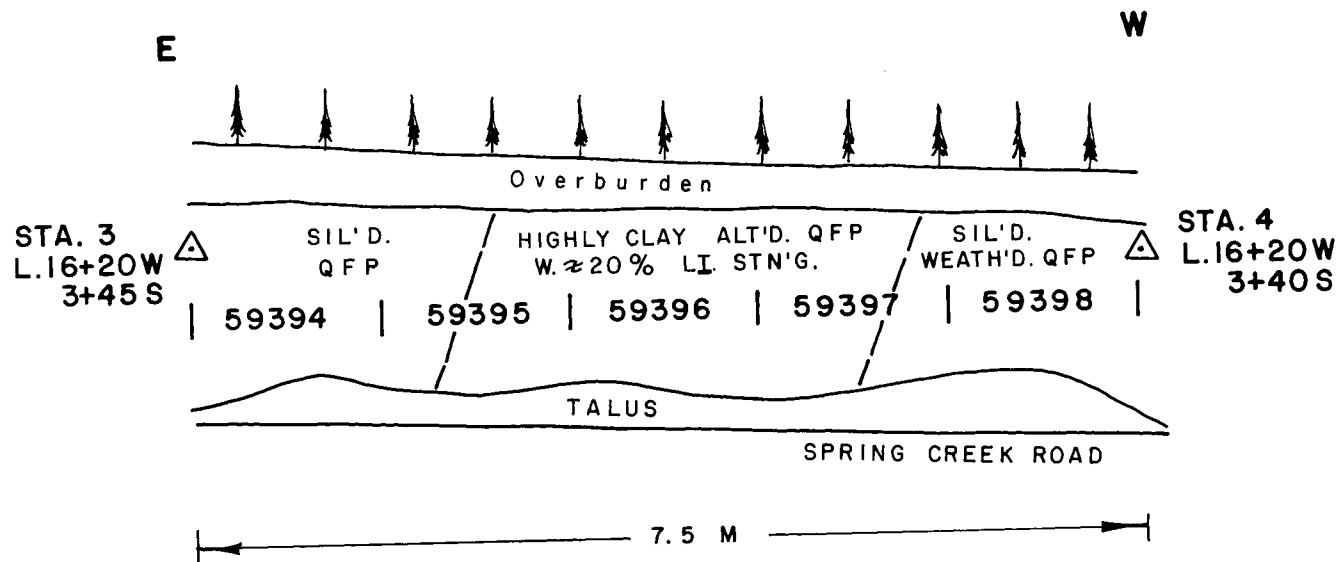 E
W
Overburden
STA. 3
L.16+20W
3+45 S
SIL'D.
QFP
HIGHLY CLAY ALT'D. QFP
W. ≈20% LI. STN'G.
SIL'D.
WEATH'D. QFP
STA. 4
L.16+20W
3+40S
59394 59395 59396 59397 59398
TALUS
SPRING CREEK ROAD
7.5 M